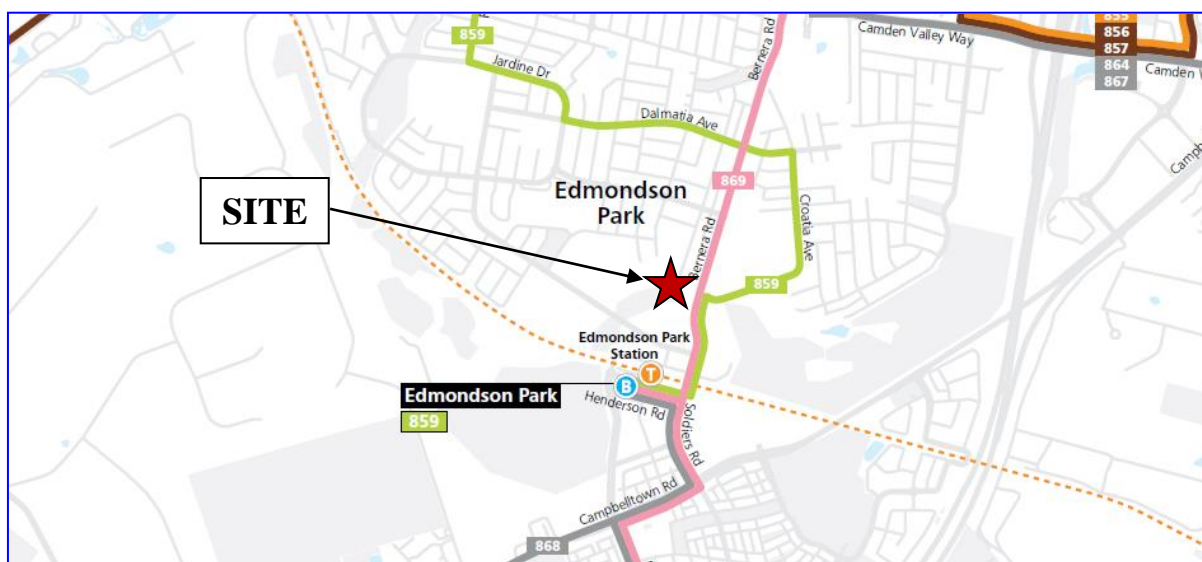 859
Jardine Dr
Bernera Rd
Camden Valley Way
855
856
857
864
867
Camden V
Dalmatia Ave
Campb
869
Edmondson
Park
SITE
Croatia Ave
Bernera Rd
859
Edmondson Park
Station
T
B
Edmondson Park
859
Henderson Rd
Soldiers Rd
Campbelltown Rd
868